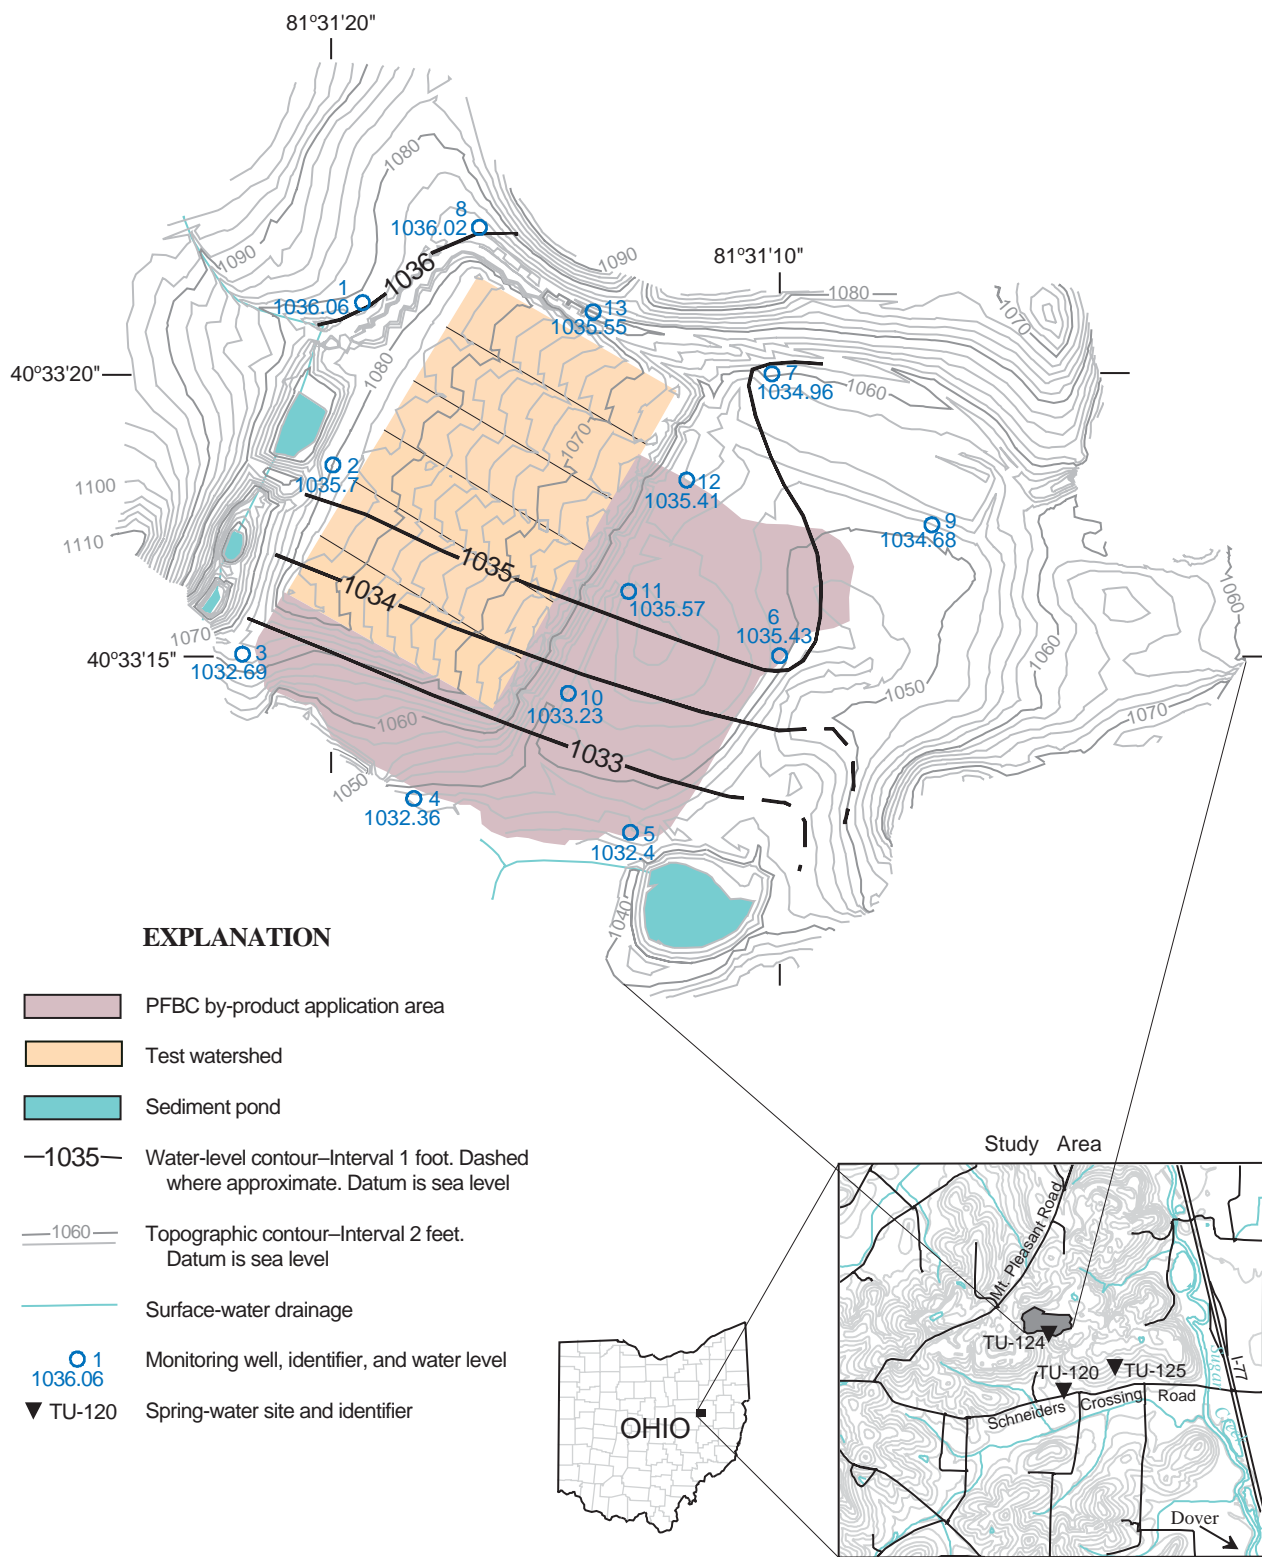 81°31'20"
1080
8
1036.02
1090
1036
1090
81°31'10"
1080
1070
1
1036.06
13
1035.55
1080
40°33'20"
7
1034.96
1060
1070
2
1035.7
12
1035.41
1100
1110
9
1034.68
1035
1034
11
1035.57
6
1035.43
1060
1070
40°33'15"
3
1032.69
1060
1050
10
1033.23
1070
1060
1033
1050
4
1032.36
5
1032.4
1040
EXPLANATION
PFBC by-product application area
Test watershed
Sediment pond
1035 Water-level contour–Interval 1 foot. Dashed
where approximate. Datum is sea level
1060 Topographic contour–Interval 2 feet.
Datum is sea level
Surface-water drainage
1 Monitoring well, identifier, and water level
1036.06
TU-120 Spring-water site and identifier
Study Area
Mt. Pleasant Road
TU-124
TU-120
TU-125
Schneiders Crossing Road
Sugar Creek
I-77
Dover
OHIO